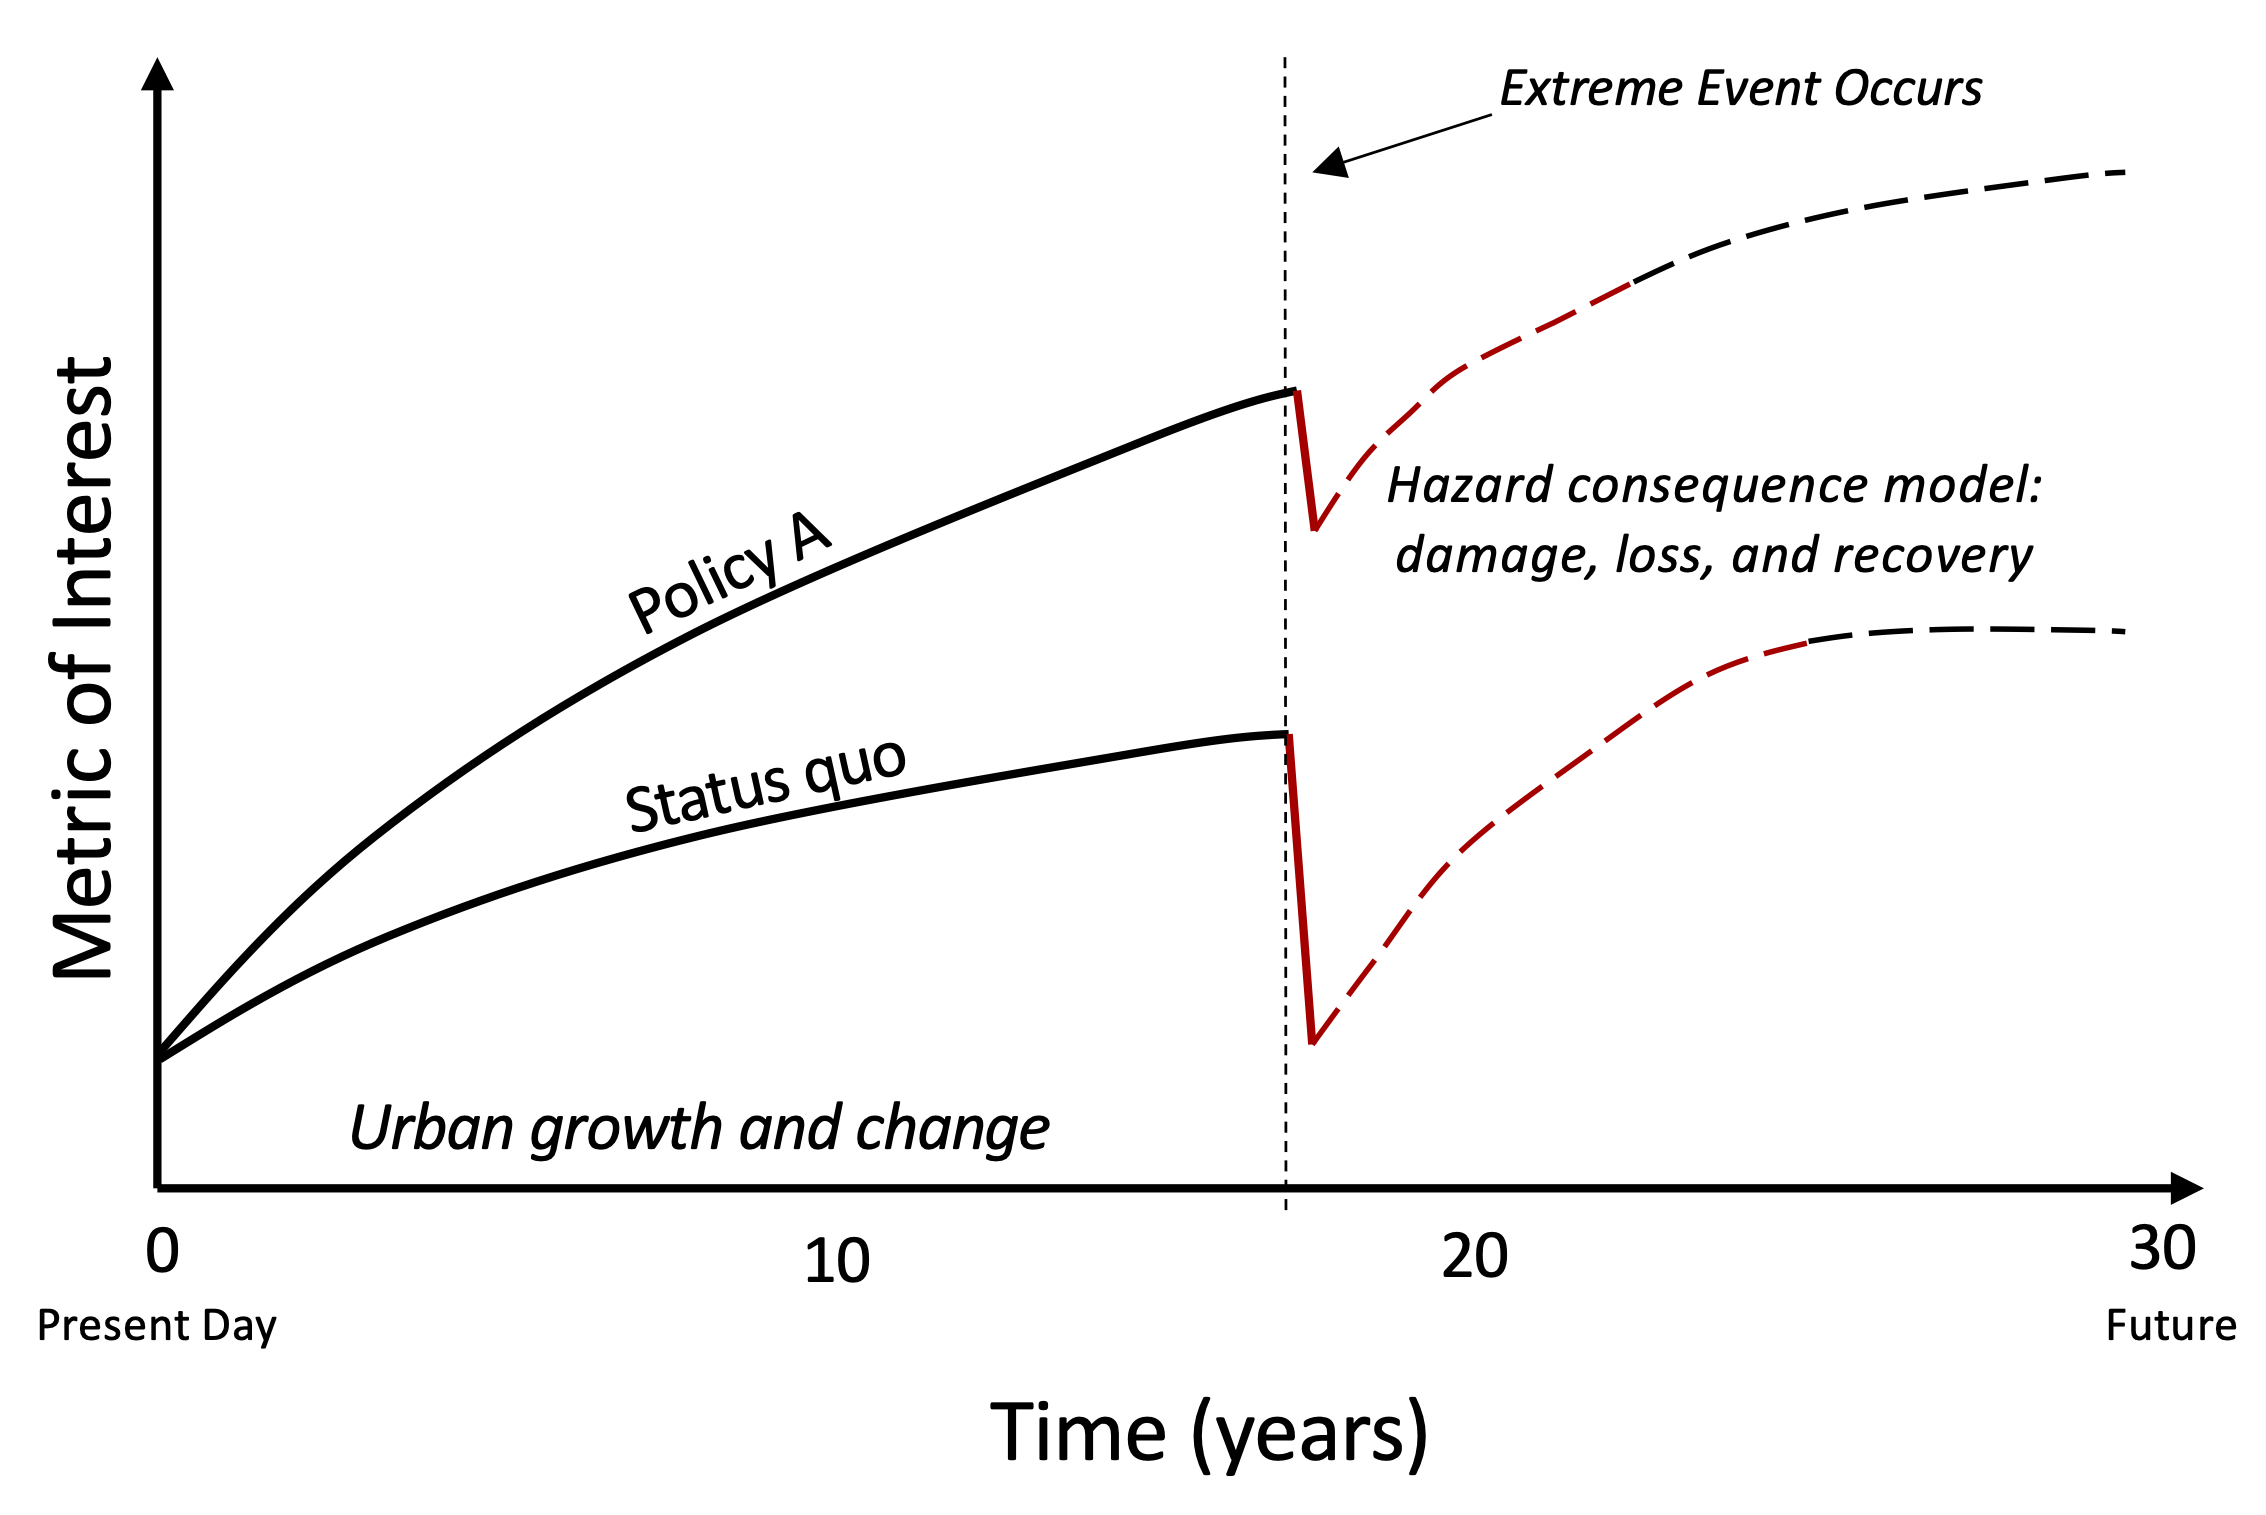 Extreme Event Occurs
Metric of Interest
Policy A
Hazard consequence model:
damage, loss, and recovery
Status quo
Urban growth and change
0
10
20
30
Present Day
Future
Time (years)